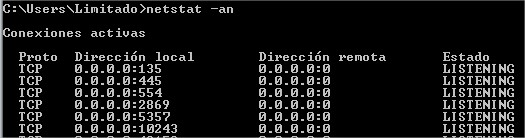 C:\Users\Limitado>netstat -an
Conexiones activas
Proto Dirección local Dirección remota Estado
TCP 0.0.0.0:135 0.0.0.0:0 LISTENING
TCP 0.0.0.0:445 0.0.0.0:0 LISTENING
TCP 0.0.0.0:554 0.0.0.0:0 LISTENING
TCP 0.0.0.0:2869 0.0.0.0:0 LISTENING
TCP 0.0.0.0:5357 0.0.0.0:0 LISTENING
TCP 0.0.0.0:10243 0.0.0.0:0 LISTENING